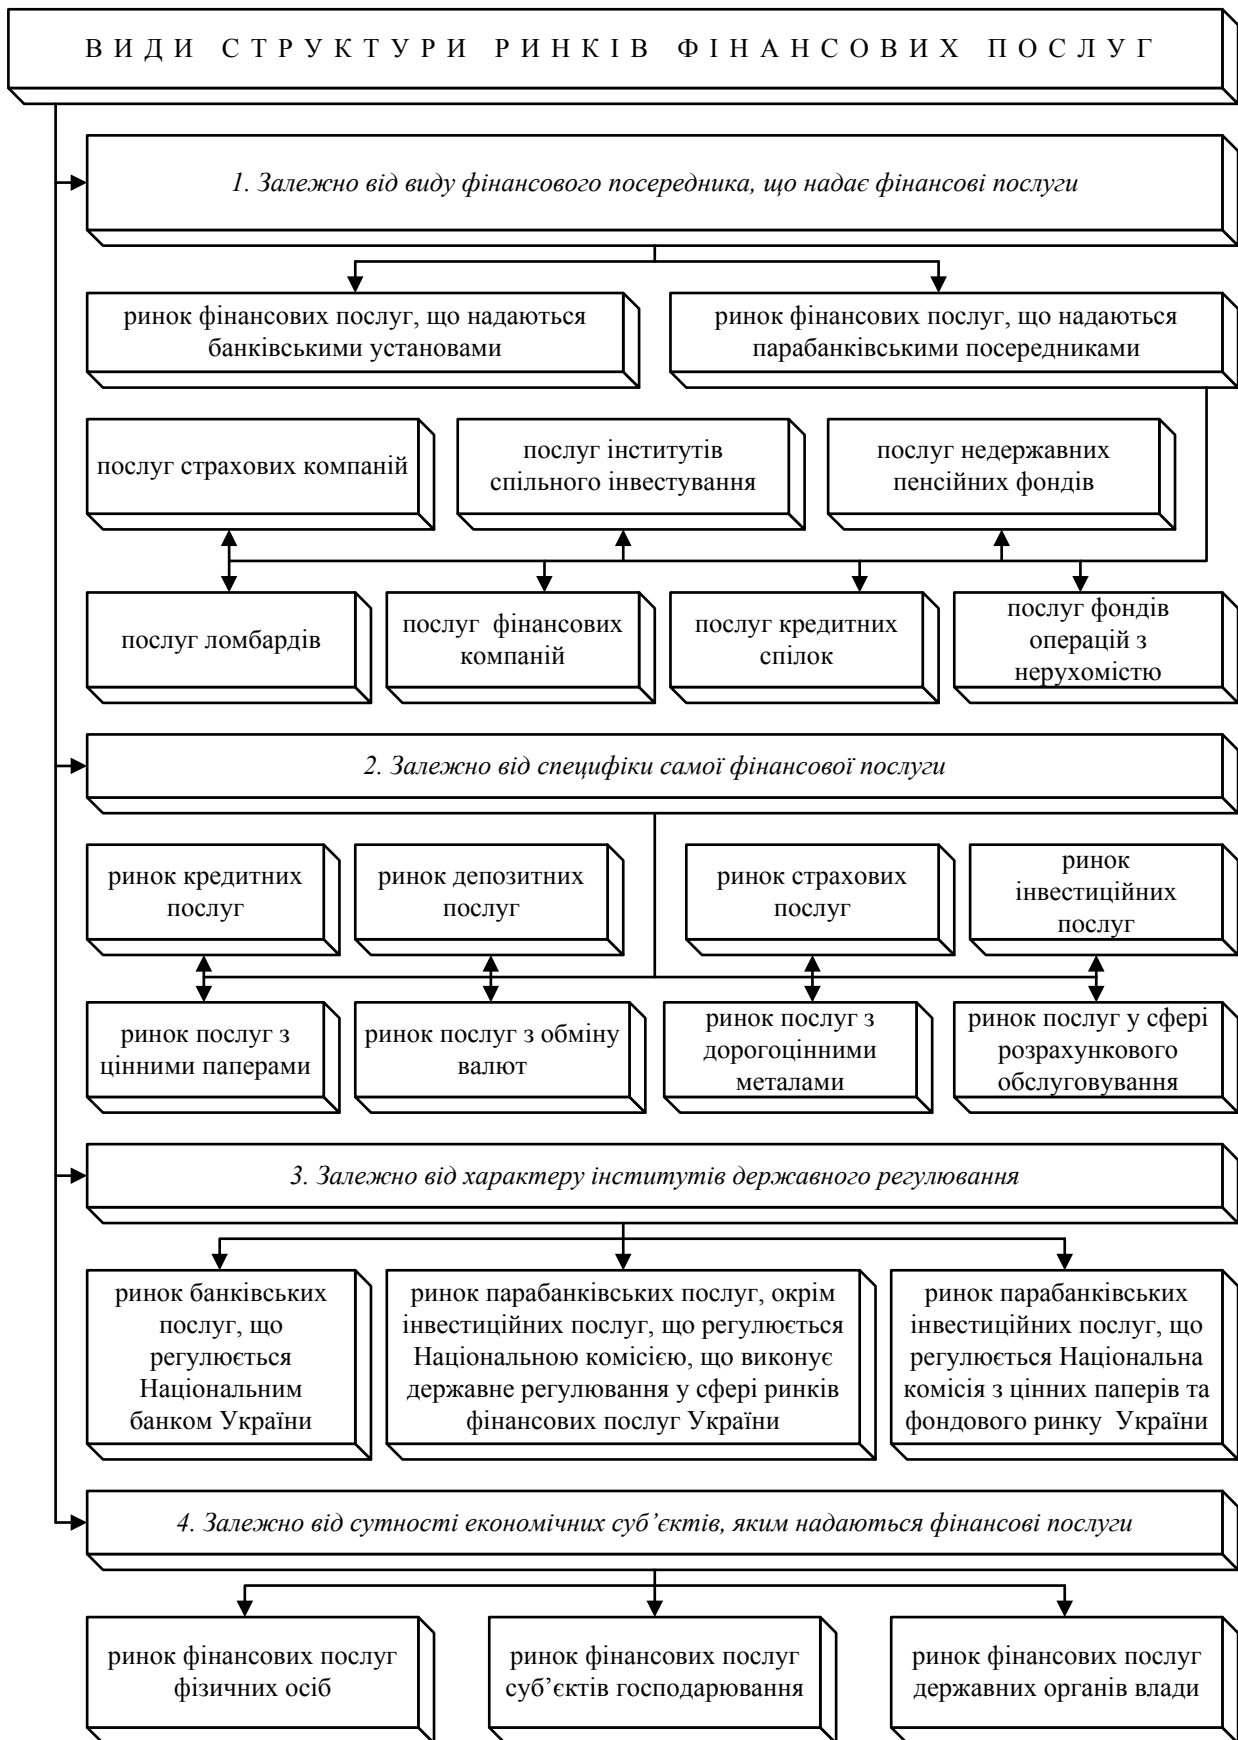 ВИДИ СТРУКТУРИ РИНКІВ ФІНАНСОВИХ ПОСЛУГ
1. Залежно від виду фінансового посередника, що надає фінансові послуги
ринок фінансових послуг, що надаються
банківськими установами
ринок фінансових послуг, що надаються
парабанківськими посередниками
послуг страхових компаній
послуг інститутів
спільного інвестування
послуг недержавних
пенсійних фондів
послуг ломбардів
послуг фінансових
компаній
послуг кредитних
спілок
послуг фондів
операцій з
нерухомістю
2. Залежно від специфіки самої фінансової послуги
ринок кредитних
послуг
ринок депозитних
послуг
ринок страхових
послуг
ринок
інвестиційних
послуг
ринок послуг з
цінними паперами
ринок послуг з обміну
валют
ринок послуг з
дорогоцінними
металами
ринок послуг у сфері
розрахункового
обслуговування
3. Залежно від характеру інститутів державного регулювання
ринок банківських
послуг, що
регулюється
Національним
банком України
ринок парабанківських послуг, окрім
інвестиційних послуг, що регулюється
Національною комісією, що виконує
державне регулювання у сфері ринків
фінансових послуг України
ринок парабанківських
інвестиційних послуг, що
регулюється Національна
комісія з цінних паперів та
фондового ринку України
4. Залежно від сутності економічних суб’єктів, яким надаються фінансові послуги
ринок фінансових послуг
фізичних осіб
ринок фінансових послуг
суб’єктів господарювання
ринок фінансових послуг
державних органів влади